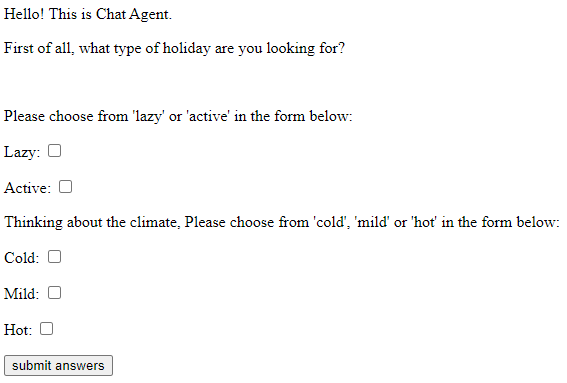 Hello! This is Chat Agent.
First of all, what type of holiday are you looking for?
Please choose from 'lazy' or 'active' in the form below:
Lazy:
Active:
Thinking about the climate, Please choose from 'cold', 'mild' or 'hot' in the form below:
Cold:
Mild:
Hot:
submit answers